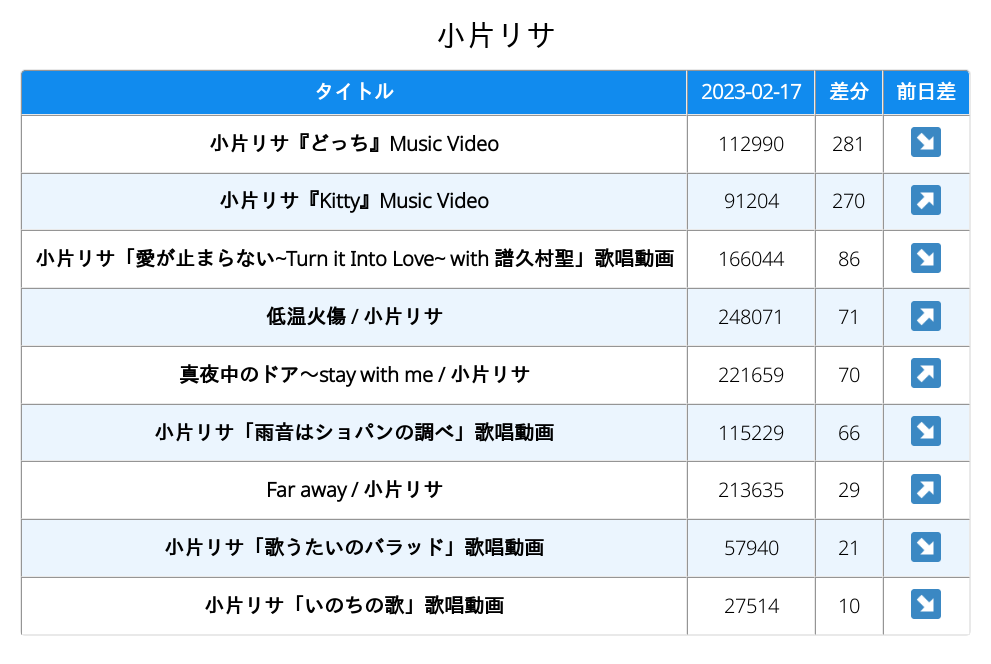 小片リサ
タイトル 2023-02-17 差分 前日差
小片リサ『どっち』Music Video 112990 281 ↘
小片リサ『Kitty』Music Video 91204 270 ↗
小片リサ「愛が止まらない~Turn it Into Love~ with 譜久村聖」歌唱動画 166044 86 ↘
低温火傷 / 小片リサ 248071 71 ↗
真夜中のドア〜stay with me / 小片リサ 221659 70 ↗
小片リサ「雨音はショパンの調べ」歌唱動画 115229 66 ↘
Far away / 小片リサ 213635 29 ↗
小片リサ「歌うたいのバラッド」歌唱動画 57940 21 ↘
小片リサ「いのちの歌」歌唱動画 27514 10 ↘